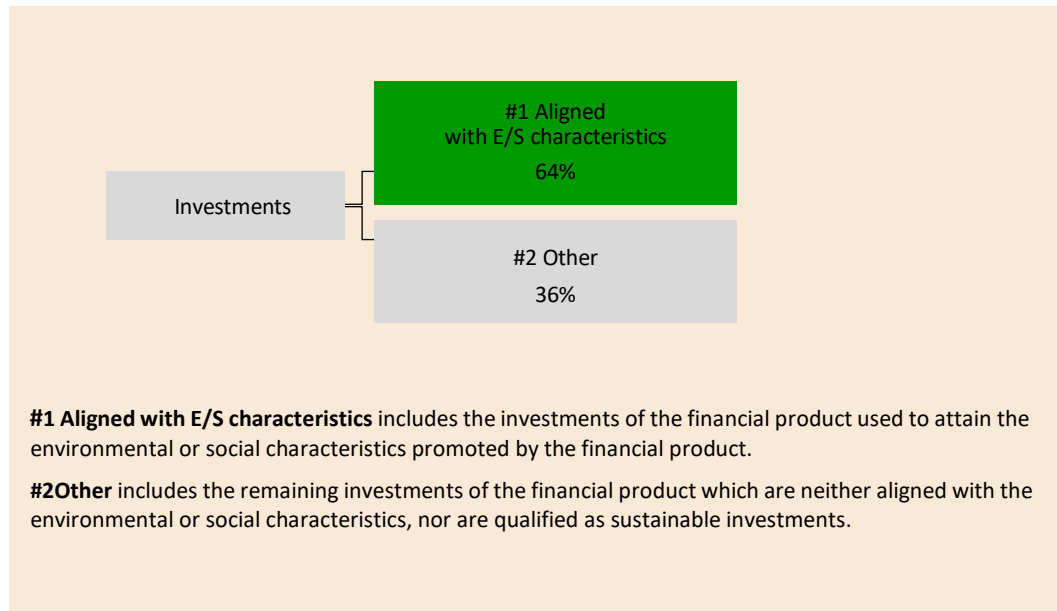 #1 Aligned
with E/S characteristics
64%
Investments
#2 Other
36%
#1 Aligned with E/S characteristics includes the investments of the financial product used to attain the
environmental or social characteristics promoted by the financial product.
#2Other includes the remaining investments of the financial product which are neither aligned with the
environmental or social characteristics, nor are qualified as sustainable investments.